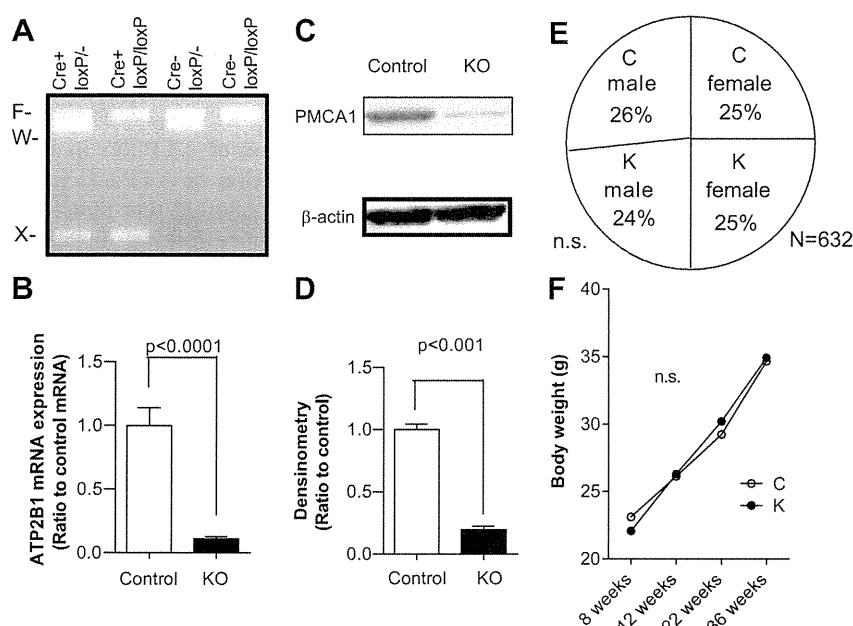 A
Cre+
loxP/-
Cre+
loxP/loxP
Cre-
loxP/-
Cre-
loxP/loxP
F-
W-
X-
B
p<0.0001
ATP2B1 mRNA expression
(Ratio to control mRNA)
1.5
1.0
0.5
0.0
Control
KO
C
Control
KO
PMCA1
β-actin
D
p<0.001
Densinometry
(Ratio to control)
1.5
1.0
0.5
0.0
Control
KO
E
C
male
26%
C
female
25%
K
male
24%
K
female
25%
n.s.
N=632
F
Body weight (g)
40
35
30
25
20
n.s.
C
K
8 weeks
12 weeks
22 weeks
36 weeks